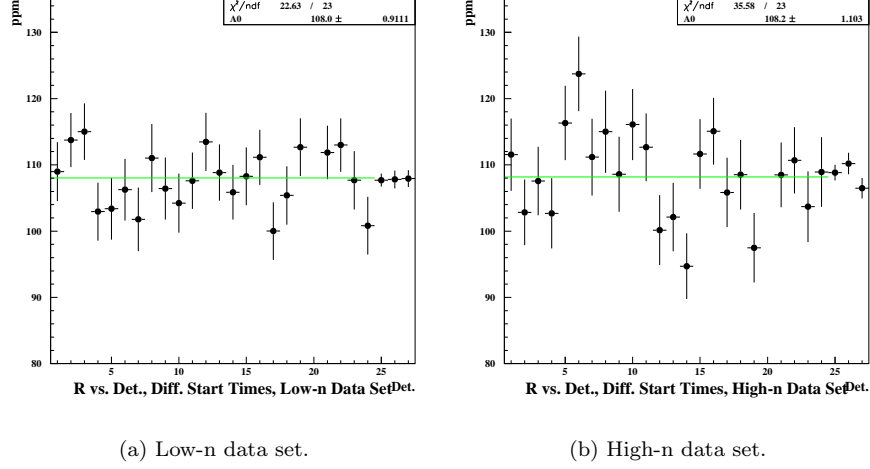 ppm
χ²/ndf 22.63 / 23
A0 108.0 ± 0.9111
130
120
110
100
90
80
5 10 15 20 25
R vs. Det., Diff. Start Times, Low-n Data Set Det.
(a) Low-n data set.
ppm
χ²/ndf 35.58 / 23
A0 108.2 ± 1.103
130
120
110
100
90
80
5 10 15 20 25
R vs. Det., Diff. Start Times, High-n Data Set Det.
(b) High-n data set.